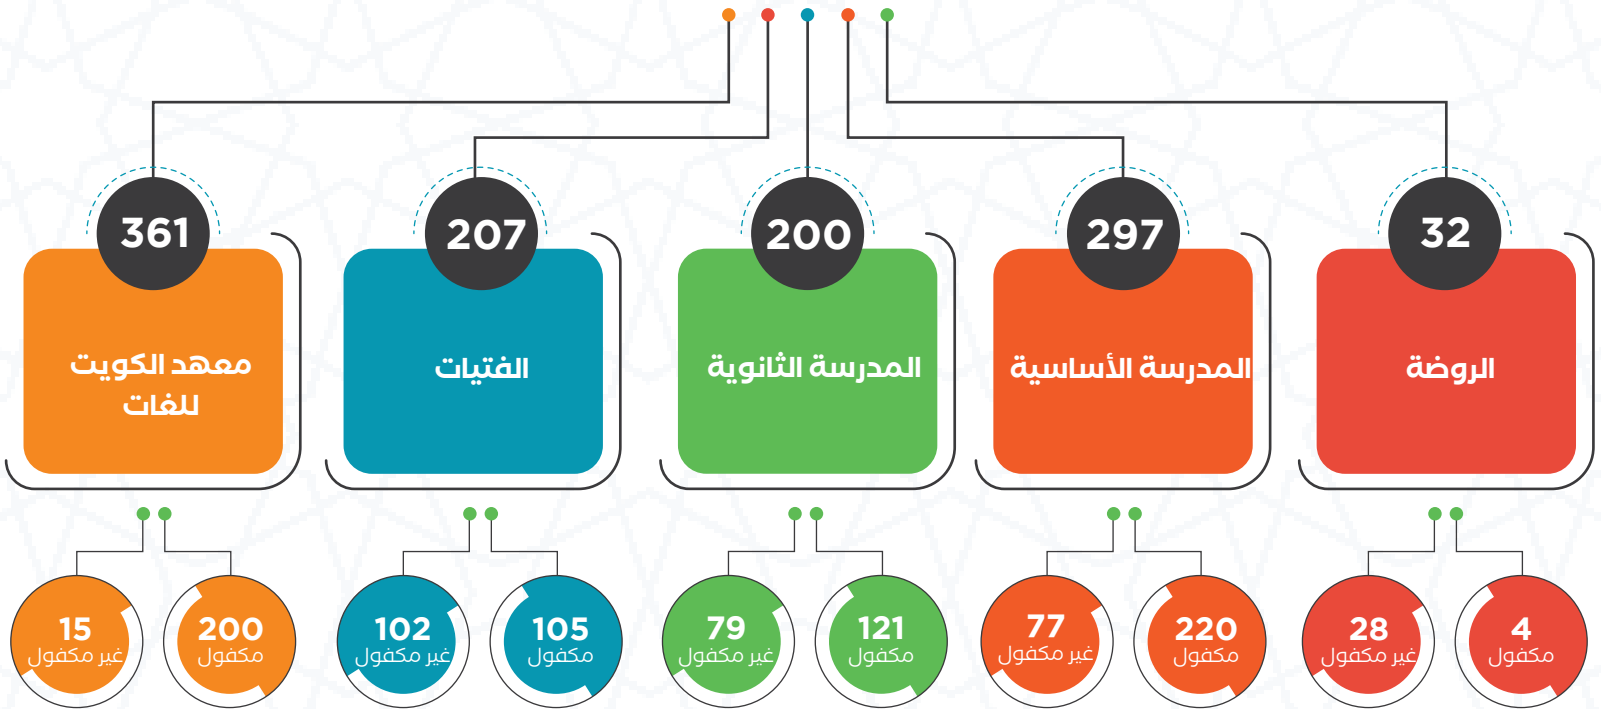 32
297
200
207
361
الروضة
المدرسة الأساسية
المدرسة الثانوية
الفتيات
معهد الكويت
للغات
4
مكفول
28
غير مكفول
220
مكفول
77
غير مكفول
121
مكفول
79
غير مكفول
105
مكفول
102
غير مكفول
200
مكفول
15
غير مكفول